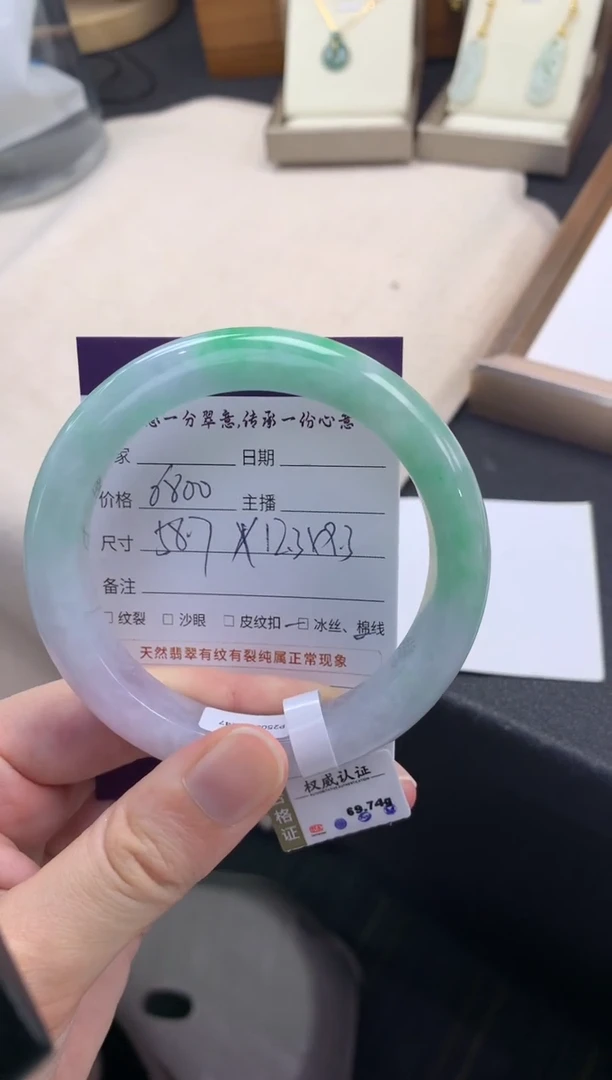 一分翠意,传承一份心意
家 日期
价格 6800 主播
尺寸 58.7 X 12.3X9.3
备注
纹裂 沙眼 皮纹扣 冰丝、棉线
天然翡翠有纹有裂纯属正常现象
权威认证
格证
69.74g